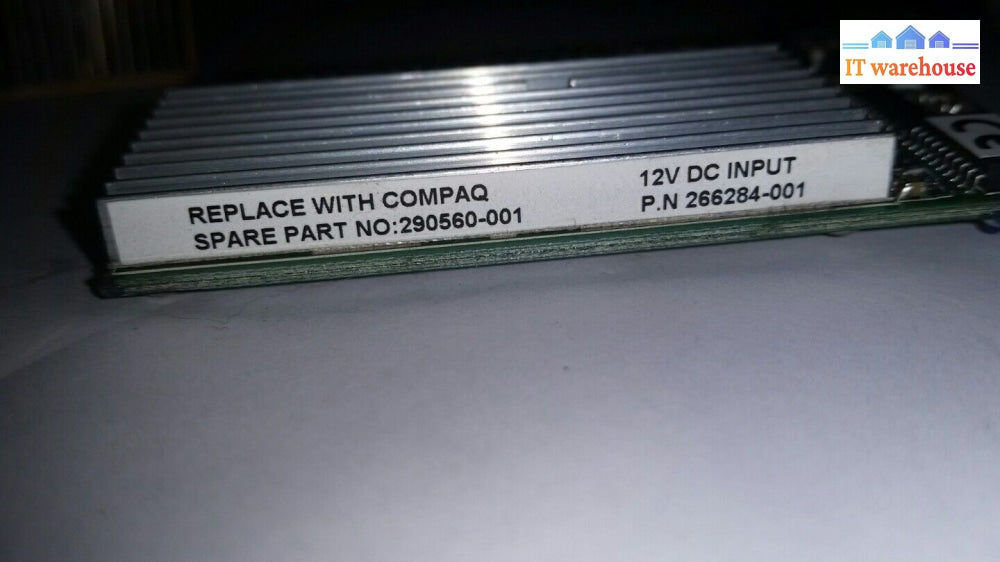 IT warehouse
REPLACE WITH COMPAQ
SPARE PART NO:290560-001
12V DC INPUT
P.N 266284-001